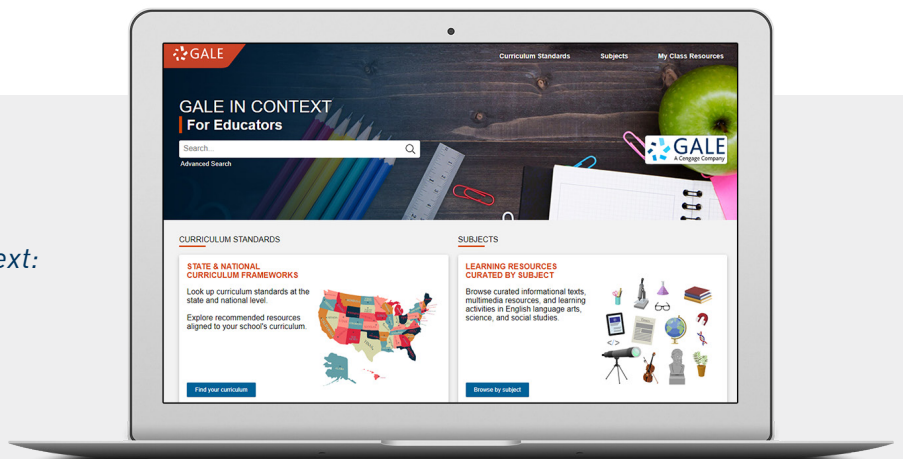 GALE
Curriculum Standards
Subjects
My Class Resources
GALE IN CONTEXT
For Educators
Search...
Advanced Search
GALE
A Cengage Company
ext:
CURRICULUM STANDARDS
STATE & NATIONAL
CURRICULUM FRAMEWORKS
Look up curriculum standards at the
state and national level.
Explore recommended resources
aligned to your school's curriculum.
Find your curriculum
SUBJECTS
LEARNING RESOURCES
CURATED BY SUBJECT
Browse curated informational texts,
multimedia resources, and learning
activities in English language arts,
science, and social studies.
Browse by subject